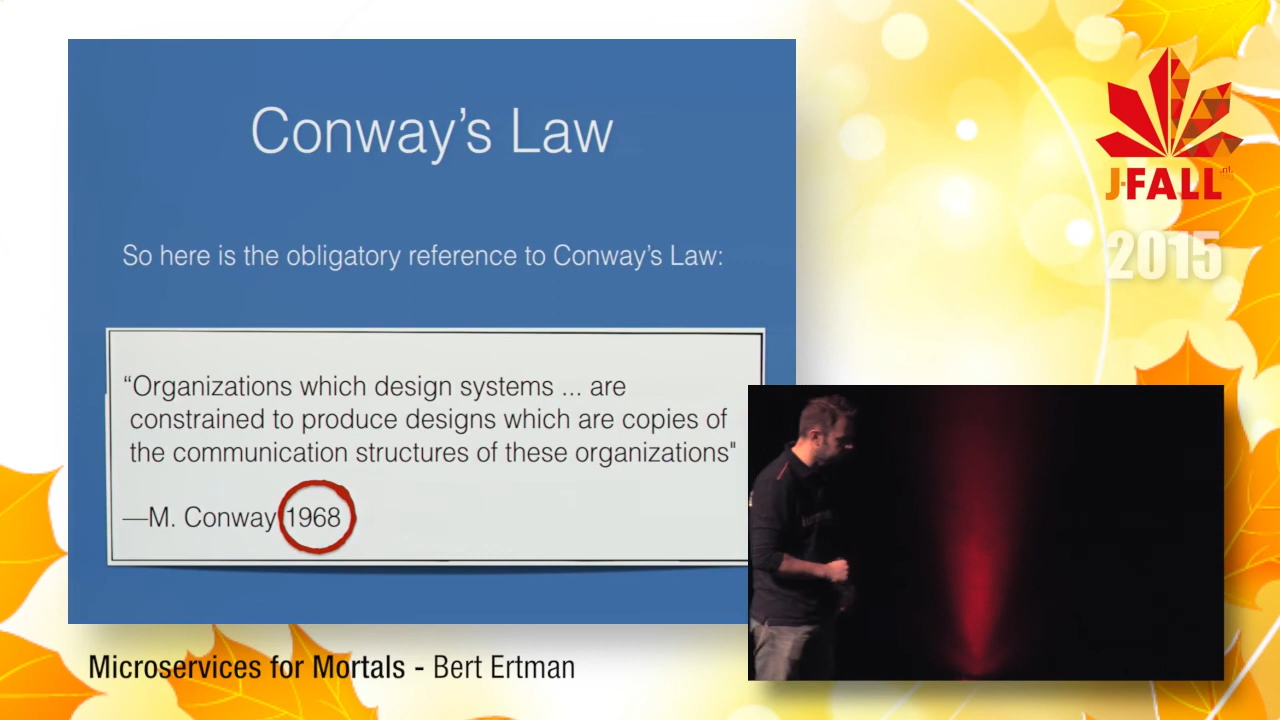 Conway's Law
So here is the obligatory reference to Conway's Law:
“Organizations which design systems ... are
constrained to produce designs which are copies of
the communication structures of these organizations"
—M. Conway 1968
J-FALL
.nl
2015
Microservices for Mortals - Bert Ertman